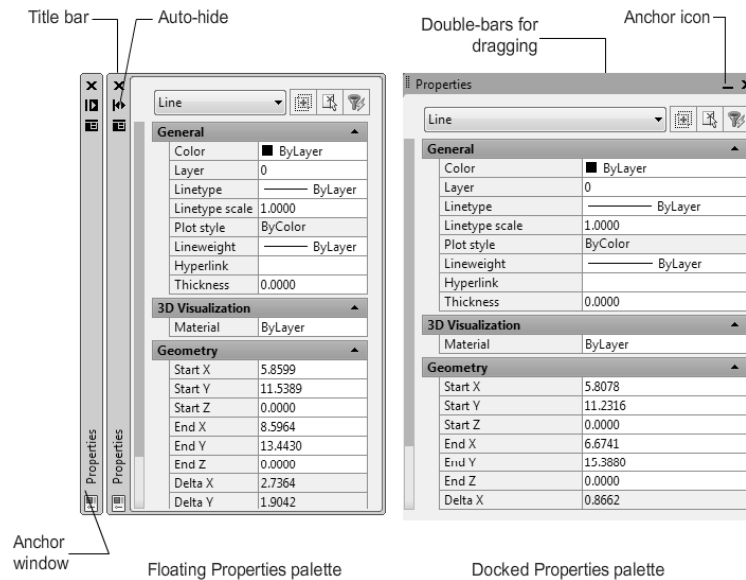 Title bar
Auto-hide
Double-bars for
dragging
Anchor icon
Properties
Properties
Line
General
Color ByLayer
Layer 0
Linetype ByLayer
Linetype scale 1.0000
Plot style ByColor
Lineweight ByLayer
Hyperlink
Thickness 0.0000
3D Visualization
Material ByLayer
Geometry
Start X 5.8599
Start Y 11.5389
Start Z 0.0000
End X 8.5964
End Y 13.4430
End Z 0.0000
Delta X 2.7364
Delta Y 1.9042
Properties
Line
General
Color ByLayer
Layer 0
Linetype ByLayer
Linetype scale 1.0000
Plot style ByColor
Lineweight ByLayer
Hyperlink
Thickness 0.0000
3D Visualization
Material ByLayer
Geometry
Start X 5.8078
Start Y 11.2316
Start Z 0.0000
End X 6.6741
End Y 15.3880
End Z 0.0000
Delta X 0.8662
Anchor
window
Floating Properties palette
Docked Properties palette